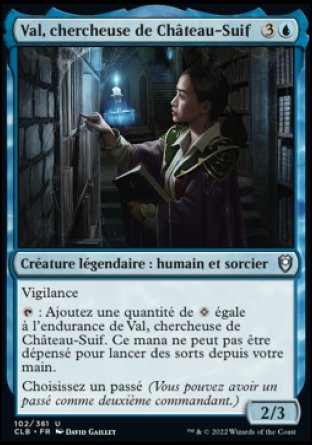 Val, chercheuse de Château-Suif 3
Créature légendaire : humain et sorcier
Vigilance
: Ajoutez une quantité de égale
à l'endurance de Val, chercheuse de
Château-Suif. Ce mana ne peut pas être
dépensé pour lancer des sorts depuis votre
main.
Choisissez un passé (Vous pouvez avoir un
passé comme deuxième commandant.)
2/3
102/361 U
CLB • FR DAVID GAILLET
™ & © 2022 Wizards of the Coast